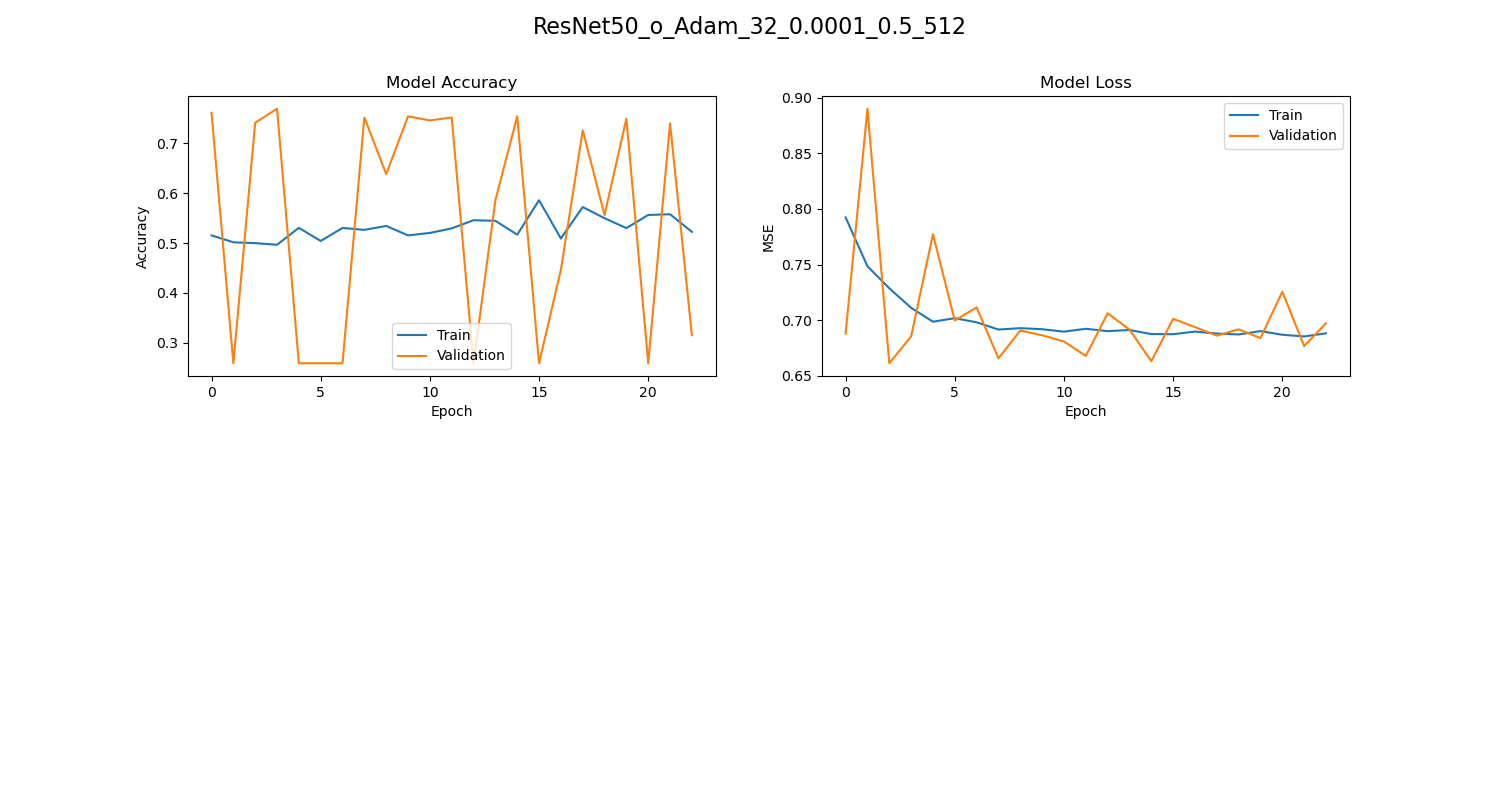 ResNet50_o_Adam_32_0.0001_0.5_512
Model Accuracy
Accuracy
0.7
0.6
0.5
0.4
0.3
Train
Validation
0 5 10 15 20
Epoch
Model Loss
MSE
0.90
0.85
0.80
0.75
0.70
0.65
Train
Validation
0 5 10 15 20
Epoch